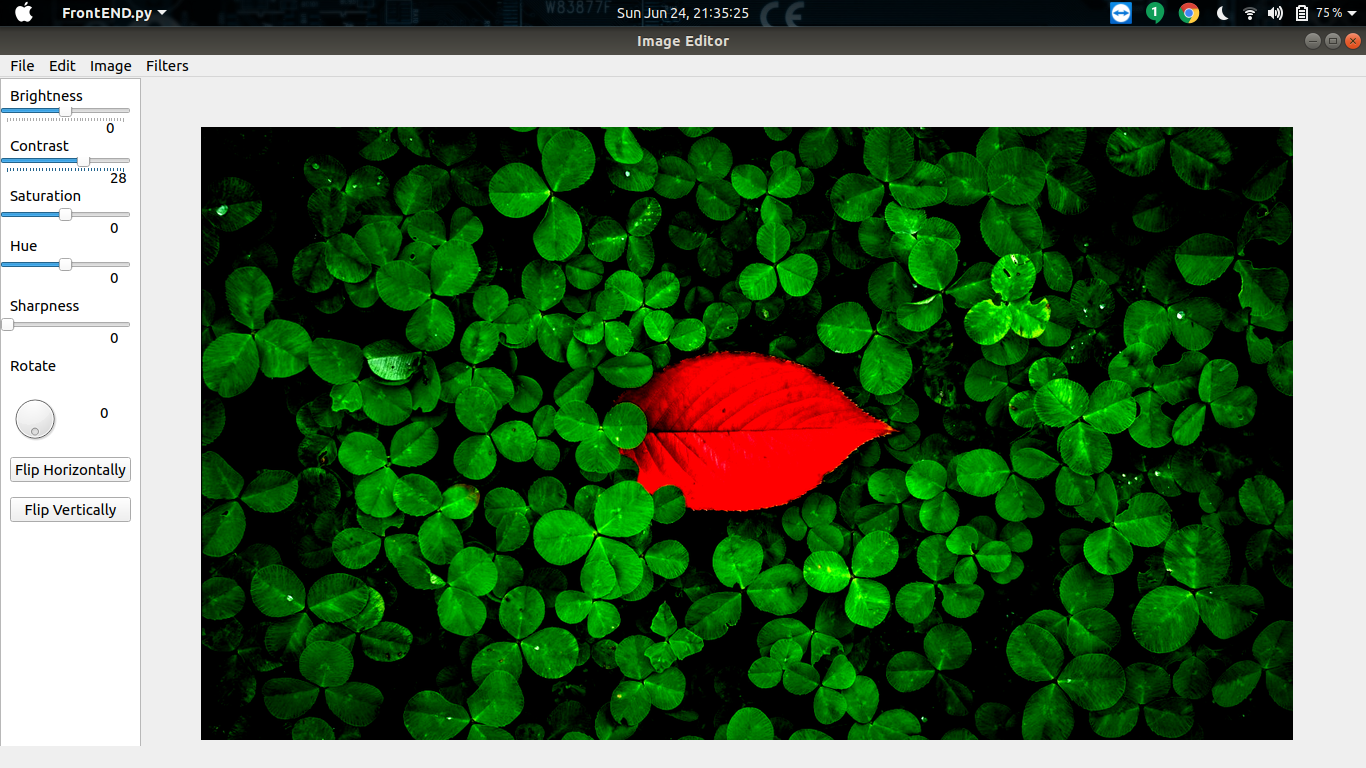 FrontEND.py
W83877F
Sun Jun 24, 21:35:25
CE
1
75%
Image Editor
File Edit Image Filters
Brightness
0
Contrast
28
Saturation
0
Hue
0
Sharpness
0
Rotate
0
Flip Horizontally
Flip Vertically